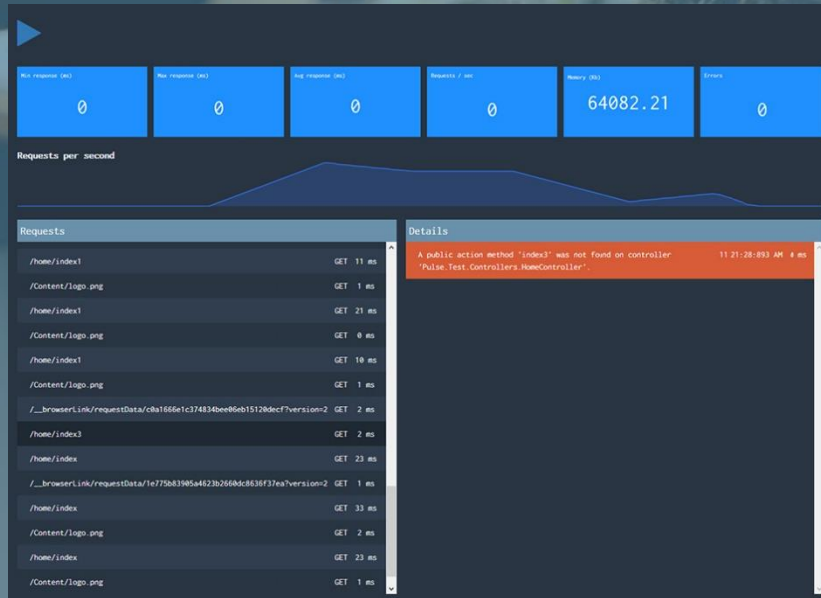 Min response (ms)
Max response (ms)
Avg response (ms)
Requests / sec
Memory (Kb)
Errors
0
0
0
0
64082.21
0
Requests per second
Requests
/home/index1 GET 11 ms
/Content/logo.png GET 1 ms
/home/index1 GET 21 ms
/Content/logo.png GET 0 ms
/home/index1 GET 10 ms
/Content/logo.png GET 1 ms
/__browserLink/requestData/c0a1666e1c374834bee06eb15120decf?version=2 GET 2 ms
/home/index3 GET 2 ms
/home/index GET 23 ms
/__browserLink/requestData/1e775b83905a4623b2660dc8636f37ea?version=2 GET 1 ms
/home/index GET 33 ms
/Content/logo.png GET 2 ms
/home/index GET 23 ms
/Content/logo.png GET 1 ms
Details
A public action method 'index3' was not found on controller 11 21:28:893 AM ms
'Pulse.Test.Controllers.HomeController'.